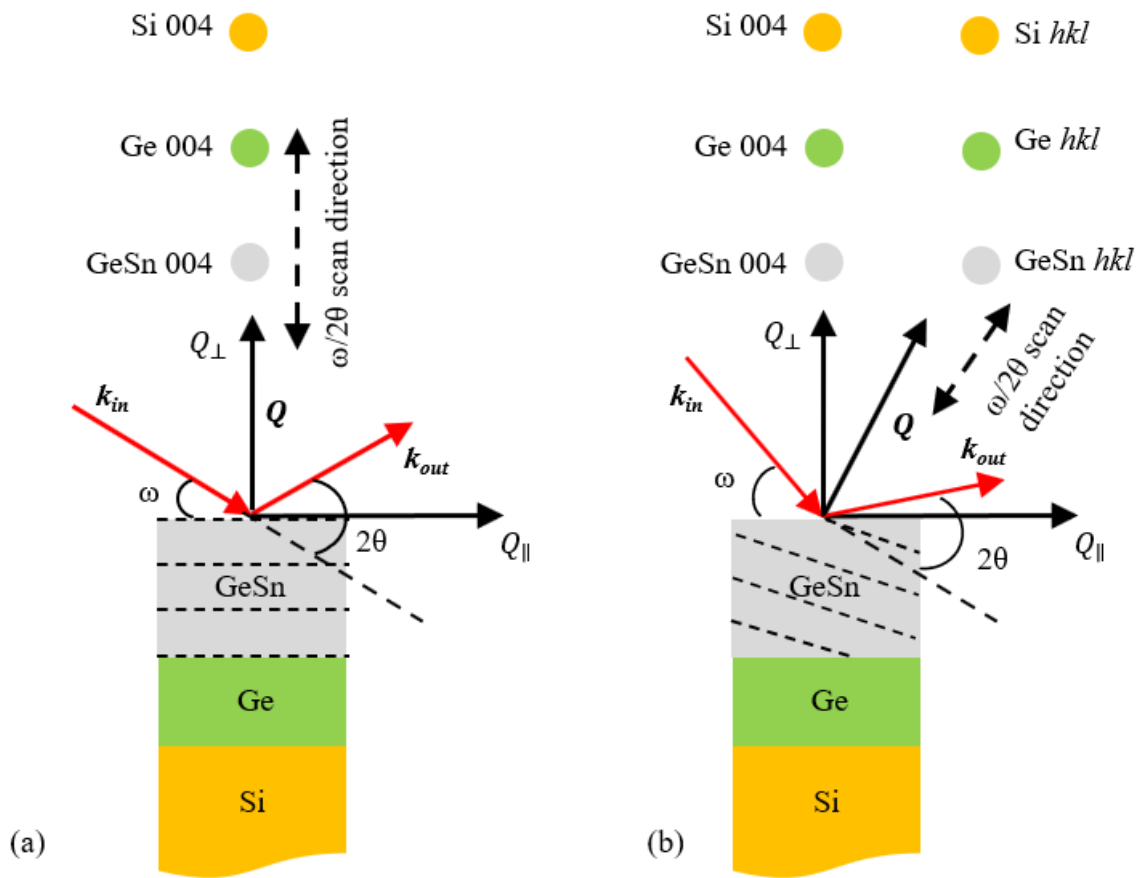 Si 004
Ge 004
GeSn 004
ω/2θ scan direction
Q⊥
Q
k_in
k_out
ω
2θ
Q∥
GeSn
Ge
Si
(a)
Si 004
Si hkl
Ge 004
Ge hkl
GeSn 004
GeSn hkl
ω/2θ scan
direction
Q⊥
Q
k_in
k_out
ω
2θ
Q∥
GeSn
Ge
Si
(b)